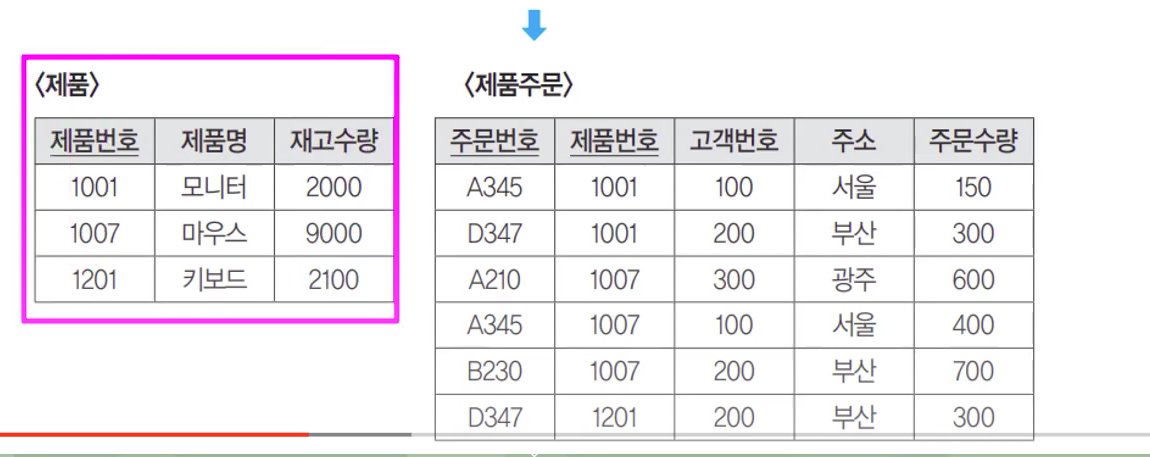 <제품>
제품번호 제품명 재고수량
1001 모니터 2000
1007 마우스 9000
1201 키보드 2100
<제품주문>
주문번호 제품번호 고객번호 주소 주문수량
A345 1001 100 서울 150
D347 1001 200 부산 300
A210 1007 300 광주 600
A345 1007 100 서울 400
B230 1007 200 부산 700
D347 1201 200 부산 300